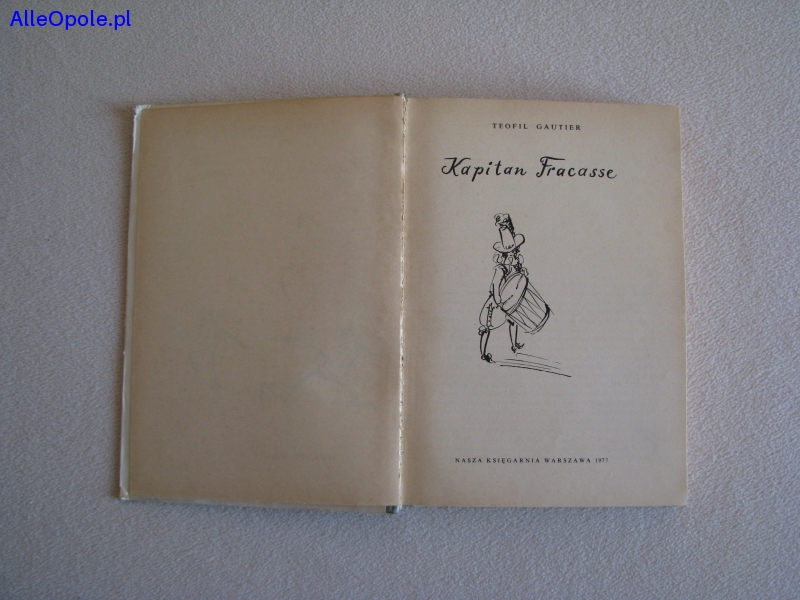 AlleOpole.pl
TEOFIL GAUTIER
Kapitan Fracasse
NASZA KSIĘGARNIA WARSZAWA 1977